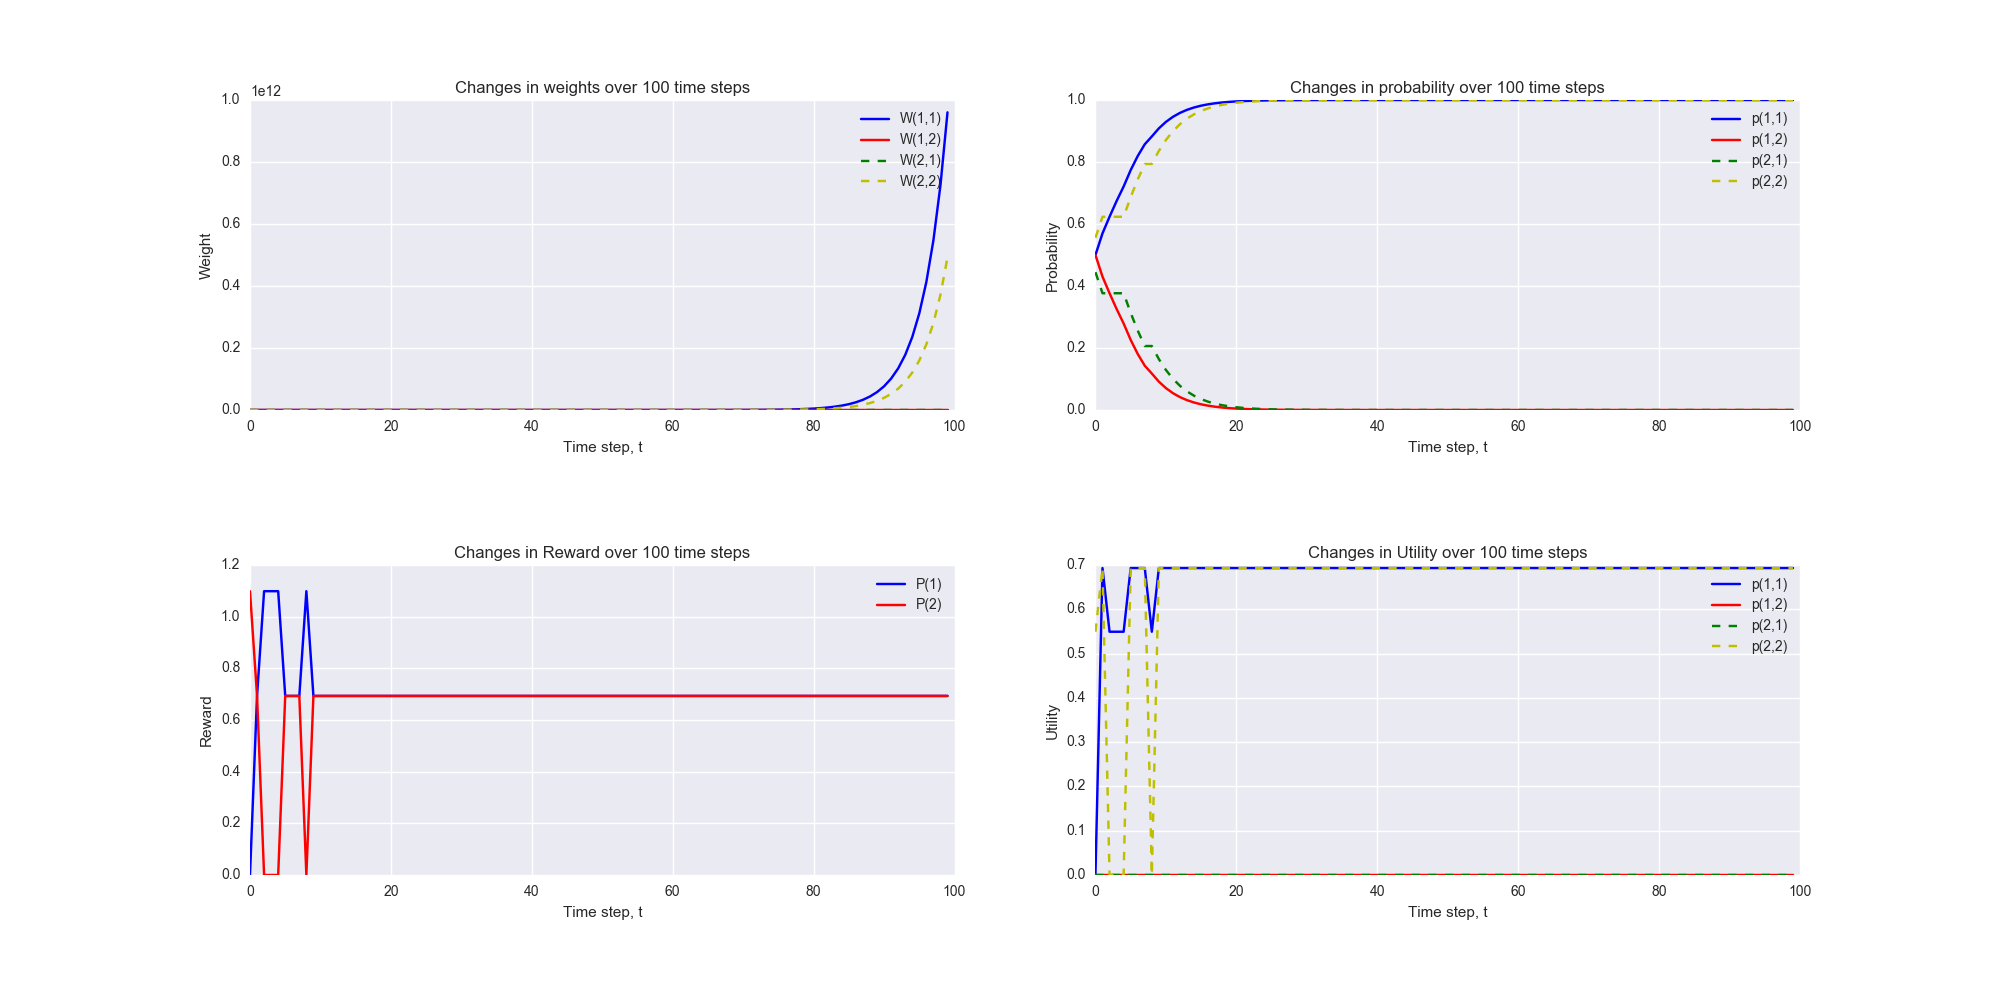 Changes in weights over 100 time steps
1e12
1.0
0.8
0.6
0.4
0.2
0.0
Weight
W(1,1)
W(1,2)
W(2,1)
W(2,2)
0 20 40 60 80 100
Time step, t
Changes in probability over 100 time steps
1.0
0.8
0.6
0.4
0.2
0.0
Probability
p(1,1)
p(1,2)
p(2,1)
p(2,2)
0 20 40 60 80 100
Time step, t
Changes in Reward over 100 time steps
1.2
1.0
0.8
0.6
0.4
0.2
0.0
Reward
P(1)
P(2)
0 20 40 60 80 100
Time step, t
Changes in Utility over 100 time steps
0.7
0.6
0.5
0.4
0.3
0.2
0.1
0.0
Utility
p(1,1)
p(1,2)
p(2,1)
p(2,2)
0 20 40 60 80 100
Time step, t